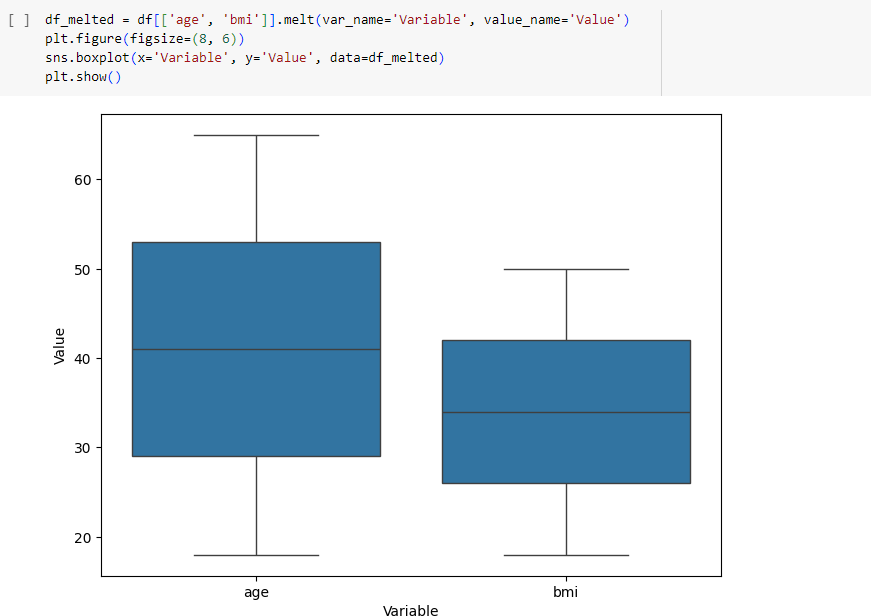 [ ] df_melted = df[['age', 'bmi']].melt(var_name='Variable', value_name='Value')
plt.figure(figsize=(8, 6))
sns.boxplot(x='Variable', y='Value', data=df_melted)
plt.show()
60
50
40
30
20
Value
age bmi
Variable